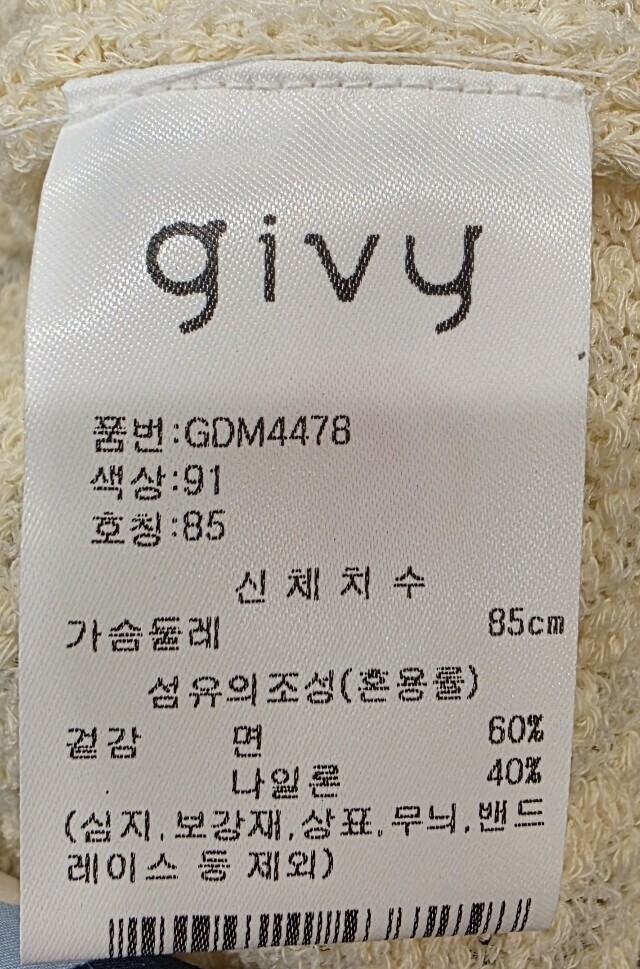 givy
품번:GDM4478
색상:91
호칭:85
신체치수
가슴둘레 85cm
섬유의조성(혼용률)
겉감 면 60%
나일론 40%
(심지,보강재,상표,무늬,밴드
레이스 등 제외)